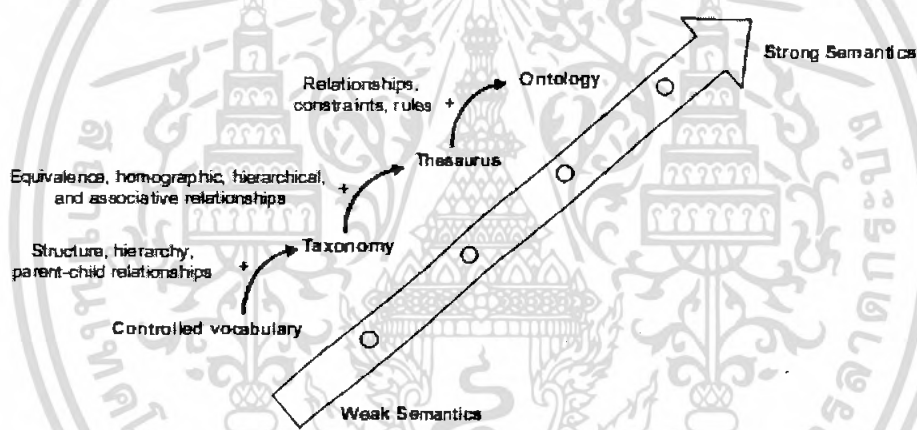 Strong Semantics
Relationships,
constraints, rules
+
Ontology
Thesaurus
Equivalence, homographic, hierarchical,
and associative relationships
+
Taxonomy
Structure, hierarchy,
parent-child relationships
+
Controlled vocabulary
Weak Semantics